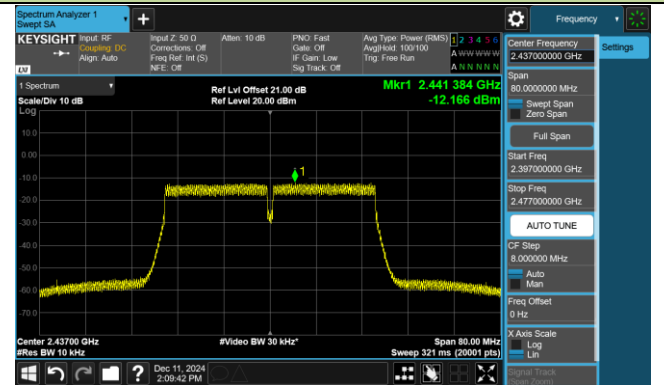 Spectrum Analyzer 1
Swept SA
Frequency
KEYSIGHT
Input: RF
Coupling: DC
Align: Auto
LXI
Input Z: 50 Ω
Corrections: Off
Freq Ref: Int (S)
NFE: Off
Atten: 10 dB
PNO: Fast
Gate: Off
IF Gain: Low
Sig Track: Off
Avg Type: Power (RMS)
Avg|Hold: 100/100
Trig: Free Run
1 2 3 4 5 6
A W W W W W
A N N N N N
Settings
1 Spectrum
Scale/Div 10 dB
Log
Ref Lvl Offset 21.00 dB
Ref Level 20.00 dBm
Mkr1 2.441 384 GHz
-12.166 dBm
1
10.0
0.00
-10.0
-20.0
-30.0
-40.0
-50.0
-60.0
-70.0
Center 2.43700 GHz
#Res BW 10 kHz
#Video BW 30 kHz*
Span 80.00 MHz
Sweep 321 ms (20001 pts)
Center Frequency
2.437000000 GHz
Span
80.0000000 MHz
Swept Span
Zero Span
Full Span
Start Freq
2.397000000 GHz
Stop Freq
2.477000000 GHz
AUTO TUNE
CF Step
8.000000 MHz
Auto
Man
Freq Offset
0 Hz
X Axis Scale
Log
Lin
Signal Track
(Span Zoom)
?
Dec 11, 2024
2:09:42 PM